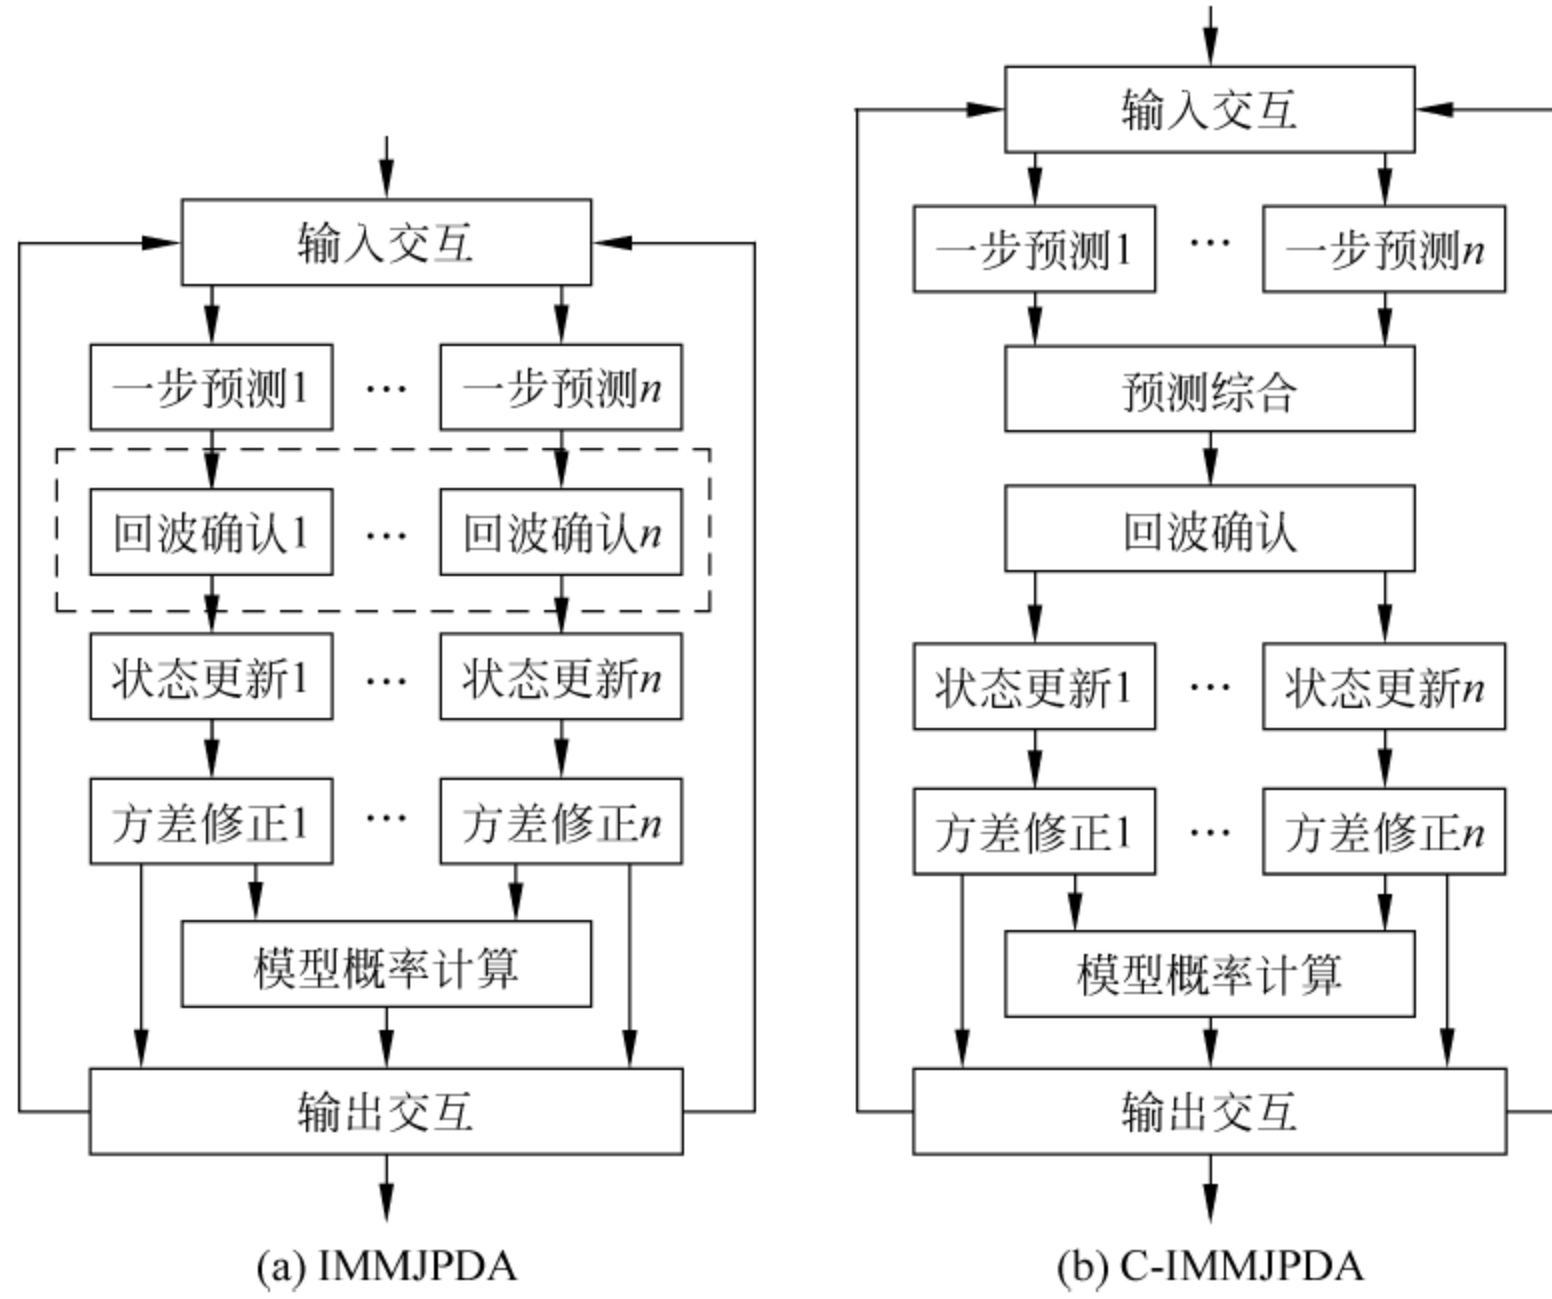 输入交互
一步预测1 … 一步预测n
回波确认1 … 回波确认n
状态更新1 … 状态更新n
方差修正1 … 方差修正n
模型概率计算
输出交互
(a) IMMJPDA
输入交互
一步预测1 … 一步预测n
预测综合
回波确认
状态更新1 … 状态更新n
方差修正1 … 方差修正n
模型概率计算
输出交互
(b) C-IMMJPDA